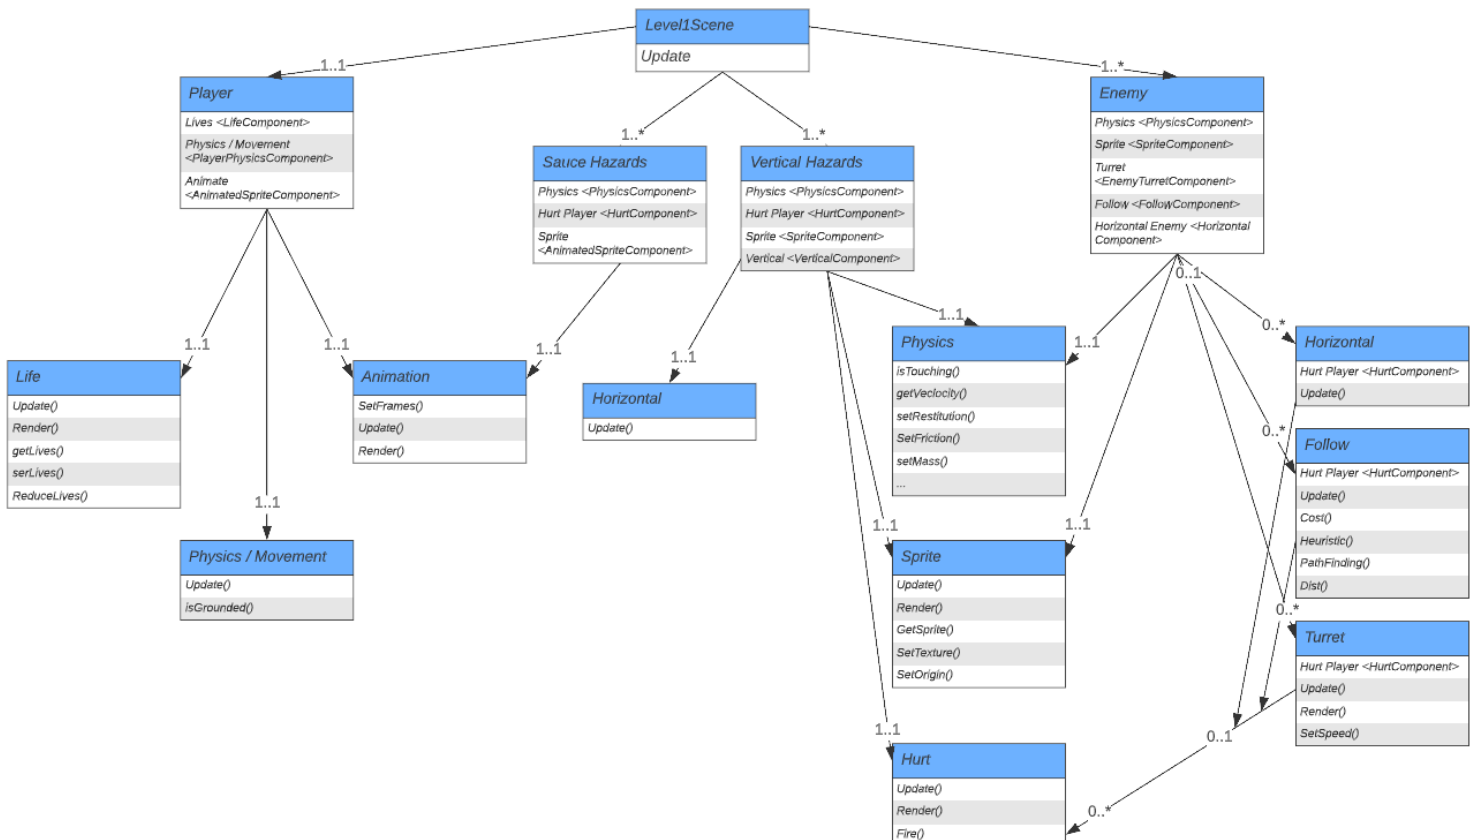 Level1Scene
Update
1..1
1..*
Player
Lives <LifeComponent>
Physics / Movement
<PlayerPhysicsComponent>
Animate
<AnimatedSpriteComponent>
Enemy
Physics <PhysicsComponent>
Sprite <SpriteComponent>
Turret
<EnemyTurretComponent>
Follow <FollowComponent>
Horizontal Enemy <Horizontal
Component>
1..*
1..*
Sauce Hazards
Physics <PhysicsComponent>
Hurt Player <HurtComponent>
Sprite
<AnimatedSpriteComponent>
Vertical Hazards
Physics <PhysicsComponent>
Hurt Player <HurtComponent>
Sprite <SpriteComponent>
Vertical <VerticalComponent>
0..1
1..1
1..1
1..1
1..1
1..1
1..1
0..*
Life
Update()
Render()
getLives()
serLives()
ReduceLives()
Animation
SetFrames()
Update()
Render()
Horizontal
Update()
Physics
isTouching()
getVeclocity()
setRestitution()
SetFriction()
setMass()
...
Horizontal
Hurt Player <HurtComponent>
Update()
0..*
Follow
Hurt Player <HurtComponent>
Update()
Cost()
Heuristic()
PathFinding()
Dist()
1..1
Physics / Movement
Update()
isGrounded()
1..1
1..1
Sprite
Update()
Render()
GetSprite()
SetTexture()
SetOrigin()
0..*
Turret
Hurt Player <HurtComponent>
Update()
Render()
SetSpeed()
1..1
0..1
Hurt
Update()
Render()
Fire()
0..*